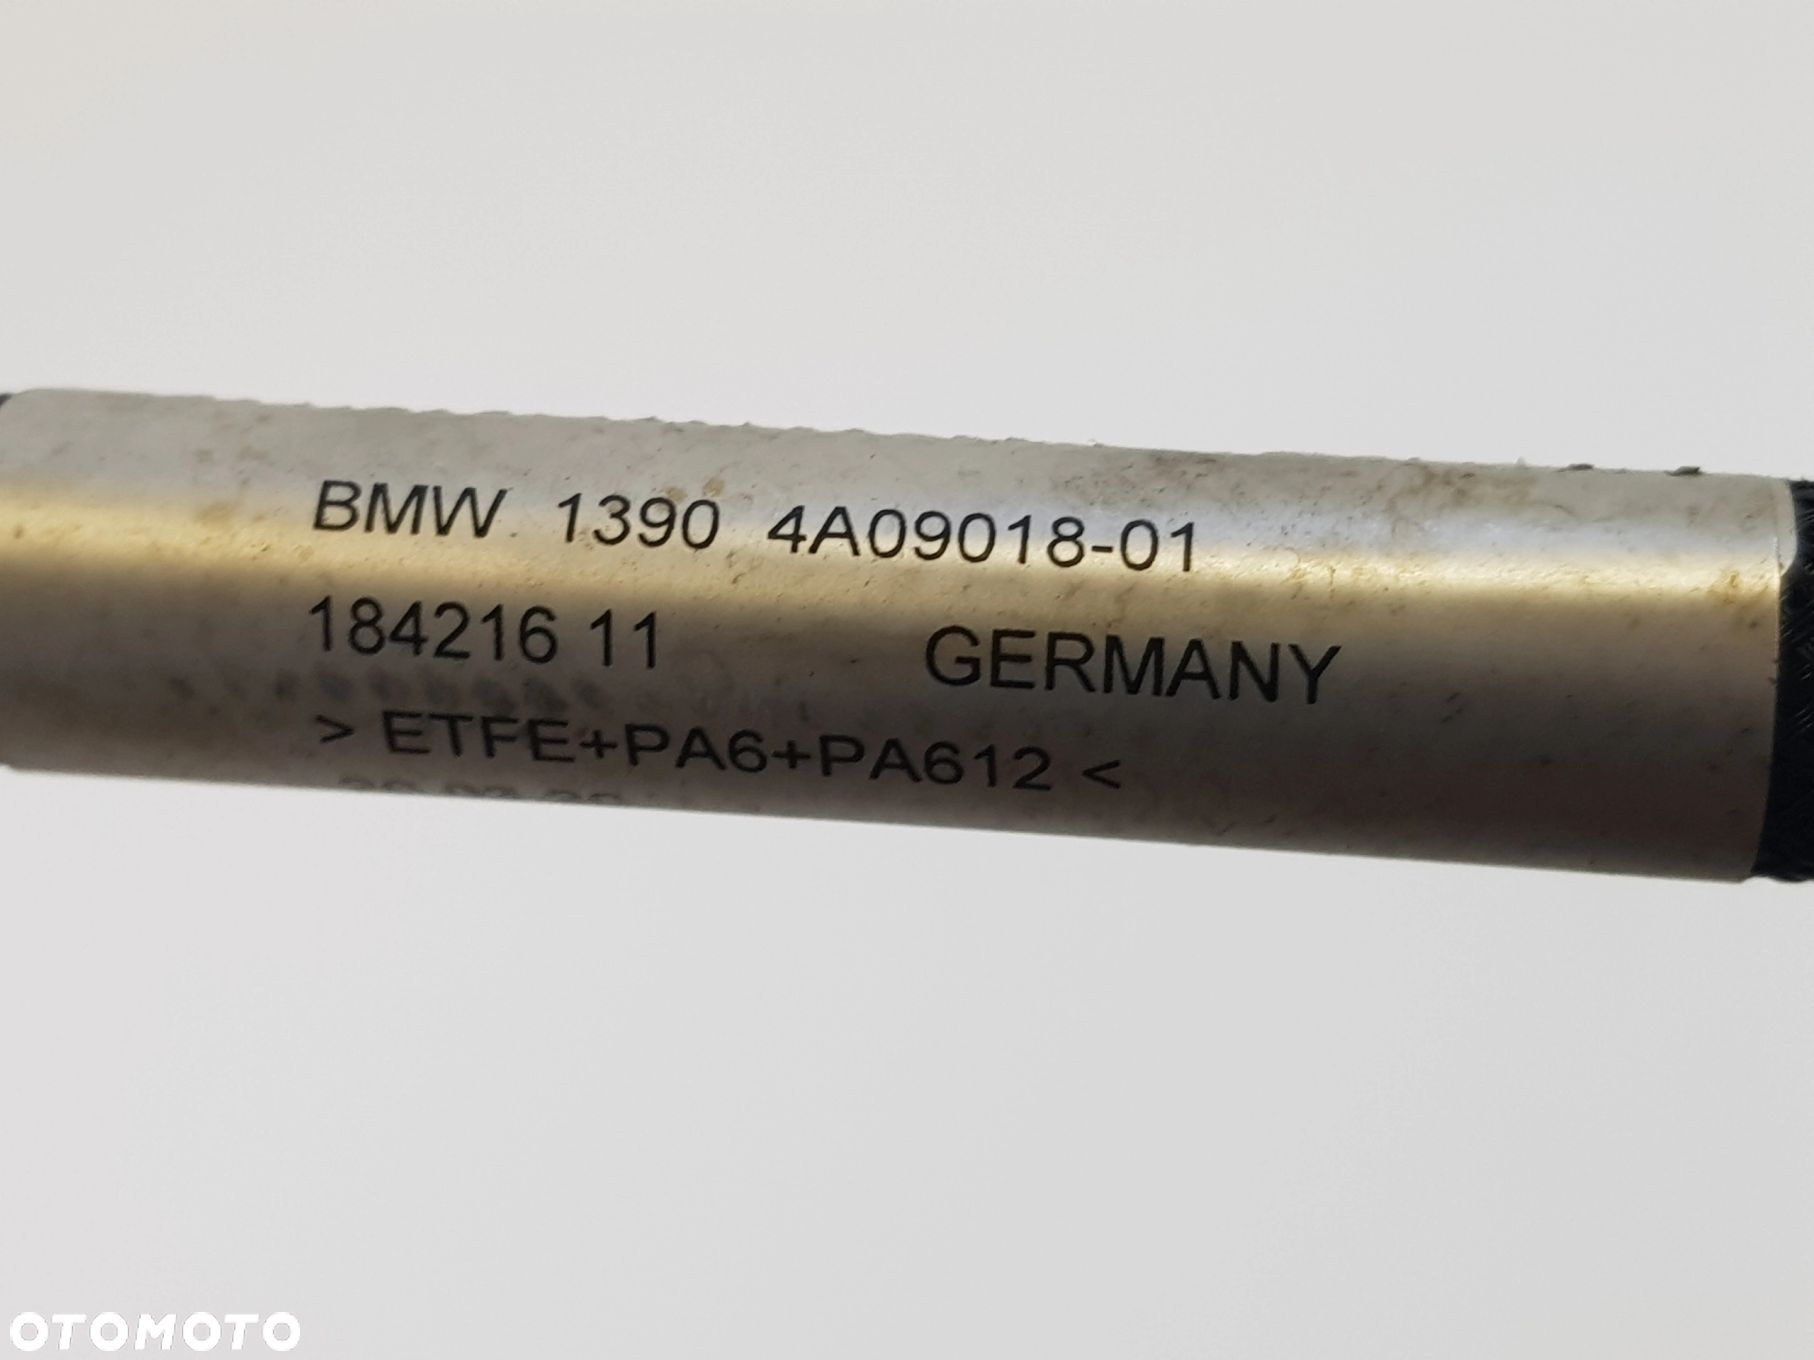 BMW 1390 4A09018-01
184216 11 GERMANY
> ETFE+PA6+PA612 <
OTOMOTO